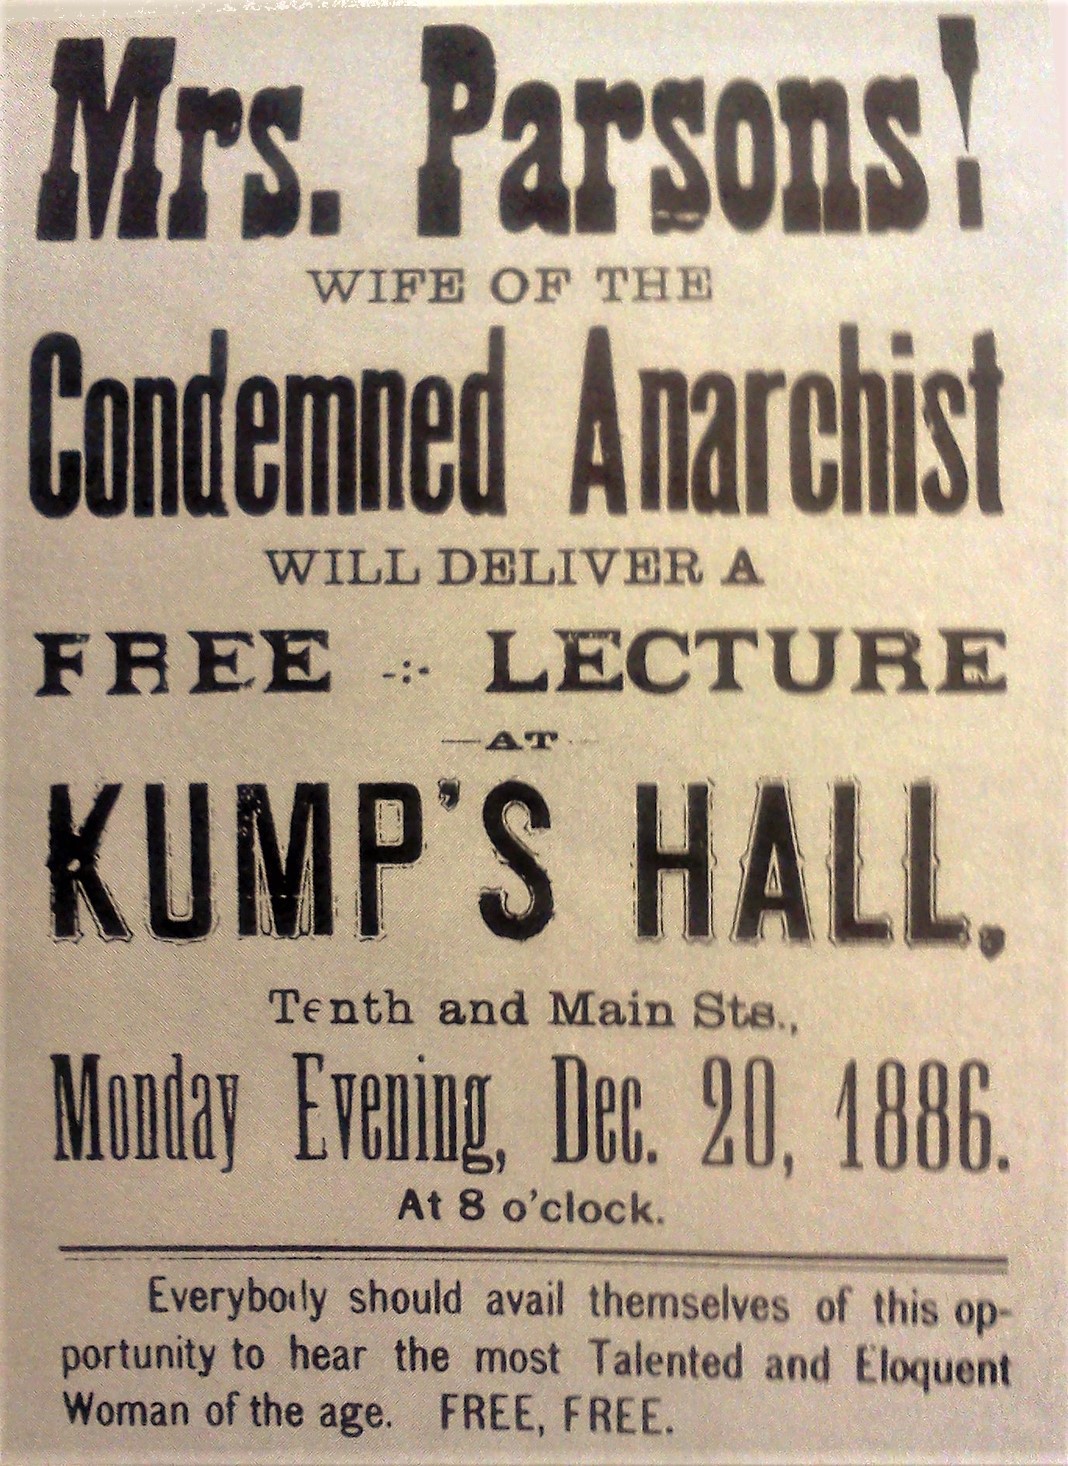 Mrs. Parsons!
WIFE OF THE
Condemned Anarchist
WILL DELIVER A
FREE -:- LECTURE
—AT—
KUMP'S HALL,
Tenth and Main Sts.,
Monday Evening, Dec. 20, 1886.
At 8 o'clock.
Everybody should avail themselves of this op-
portunity to hear the most Talented and Eloquent
Woman of the age. FREE, FREE.